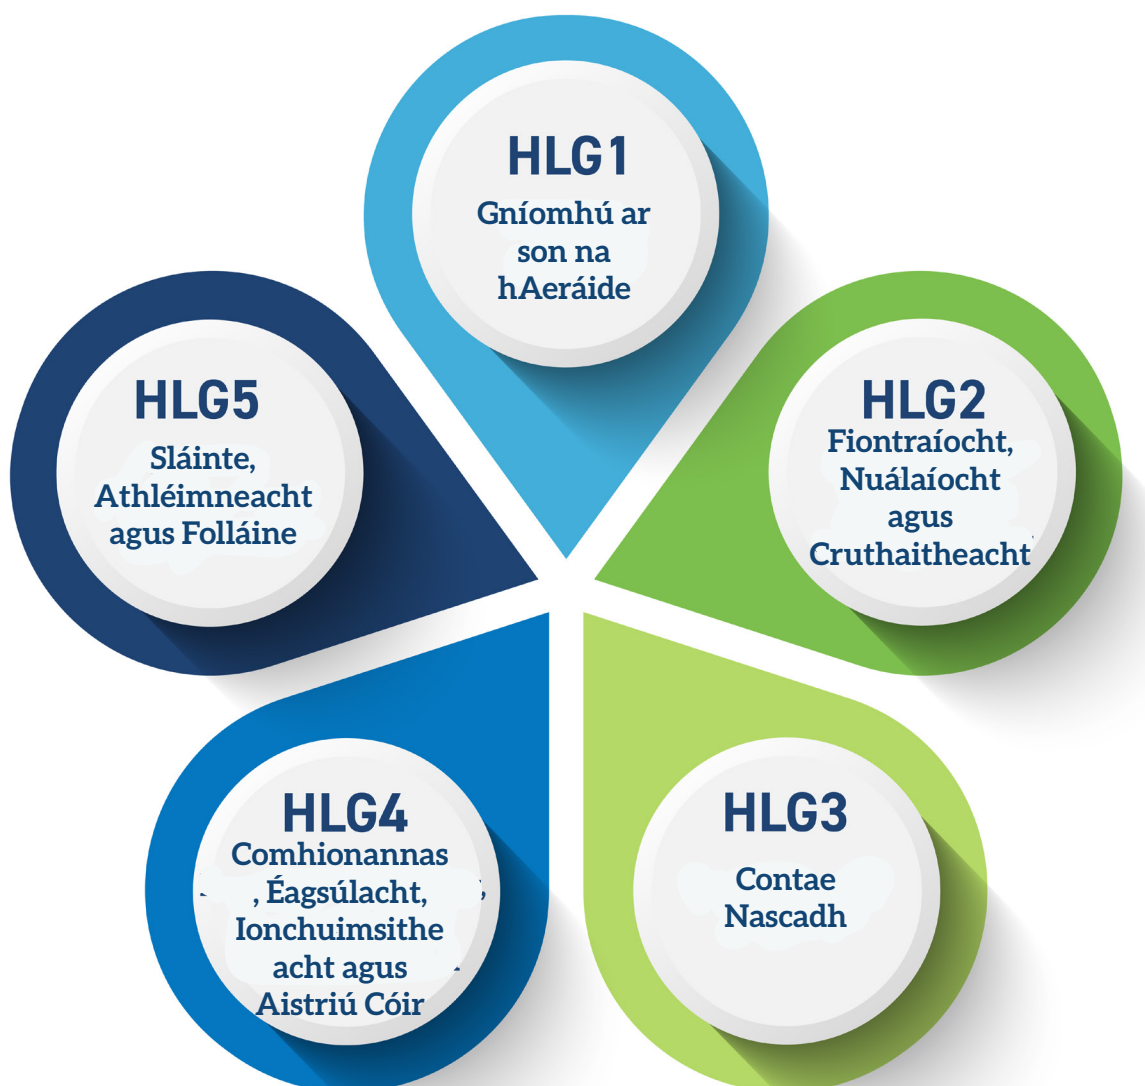 HLG1
Gníomhú ar
son na
hAeráide
HLG2
Fiontraíocht,
Nuálaíocht
agus
Cruthaitheacht
HLG3
Contae
Nascadh
HLG4
Comhionannas
, Éagsúlacht,
Ionchuimsithe
acht agus
Aistriú Cóir
HLG5
Sláinte,
Athléimneacht
agus Folláine